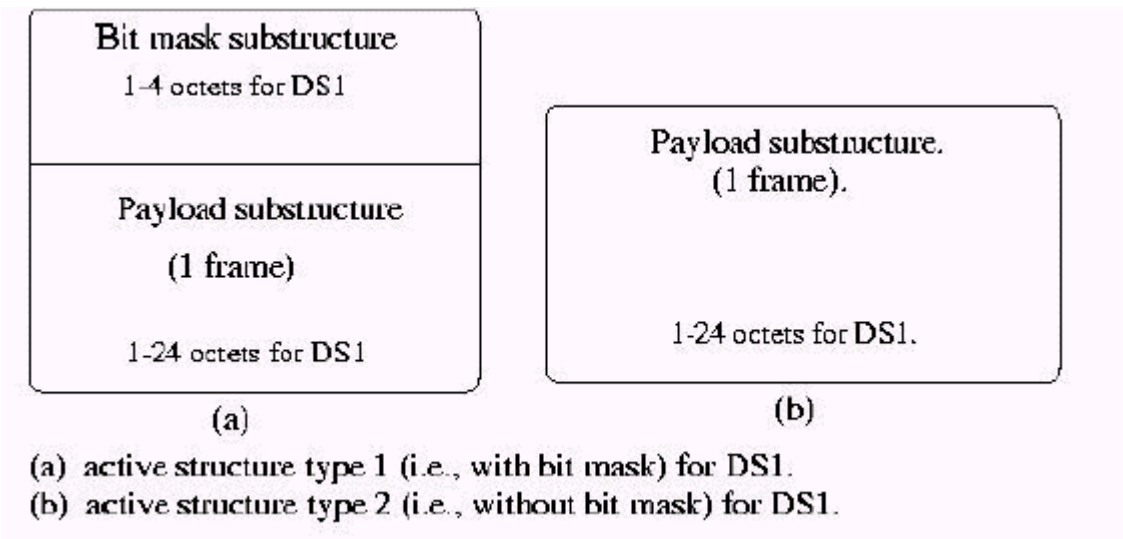 Bit mask substructure
1-4 octets for DS1
Payload substructure
(1 frame)
1-24 octets for DS1
(a)
Payload substructure.
(1 frame).
1-24 octets for DS1.
(b)
(a) active structure type 1 (i.e., with bit mask) for DS1.
(b) active structure type 2 (i.e., without bit mask) for DS1.